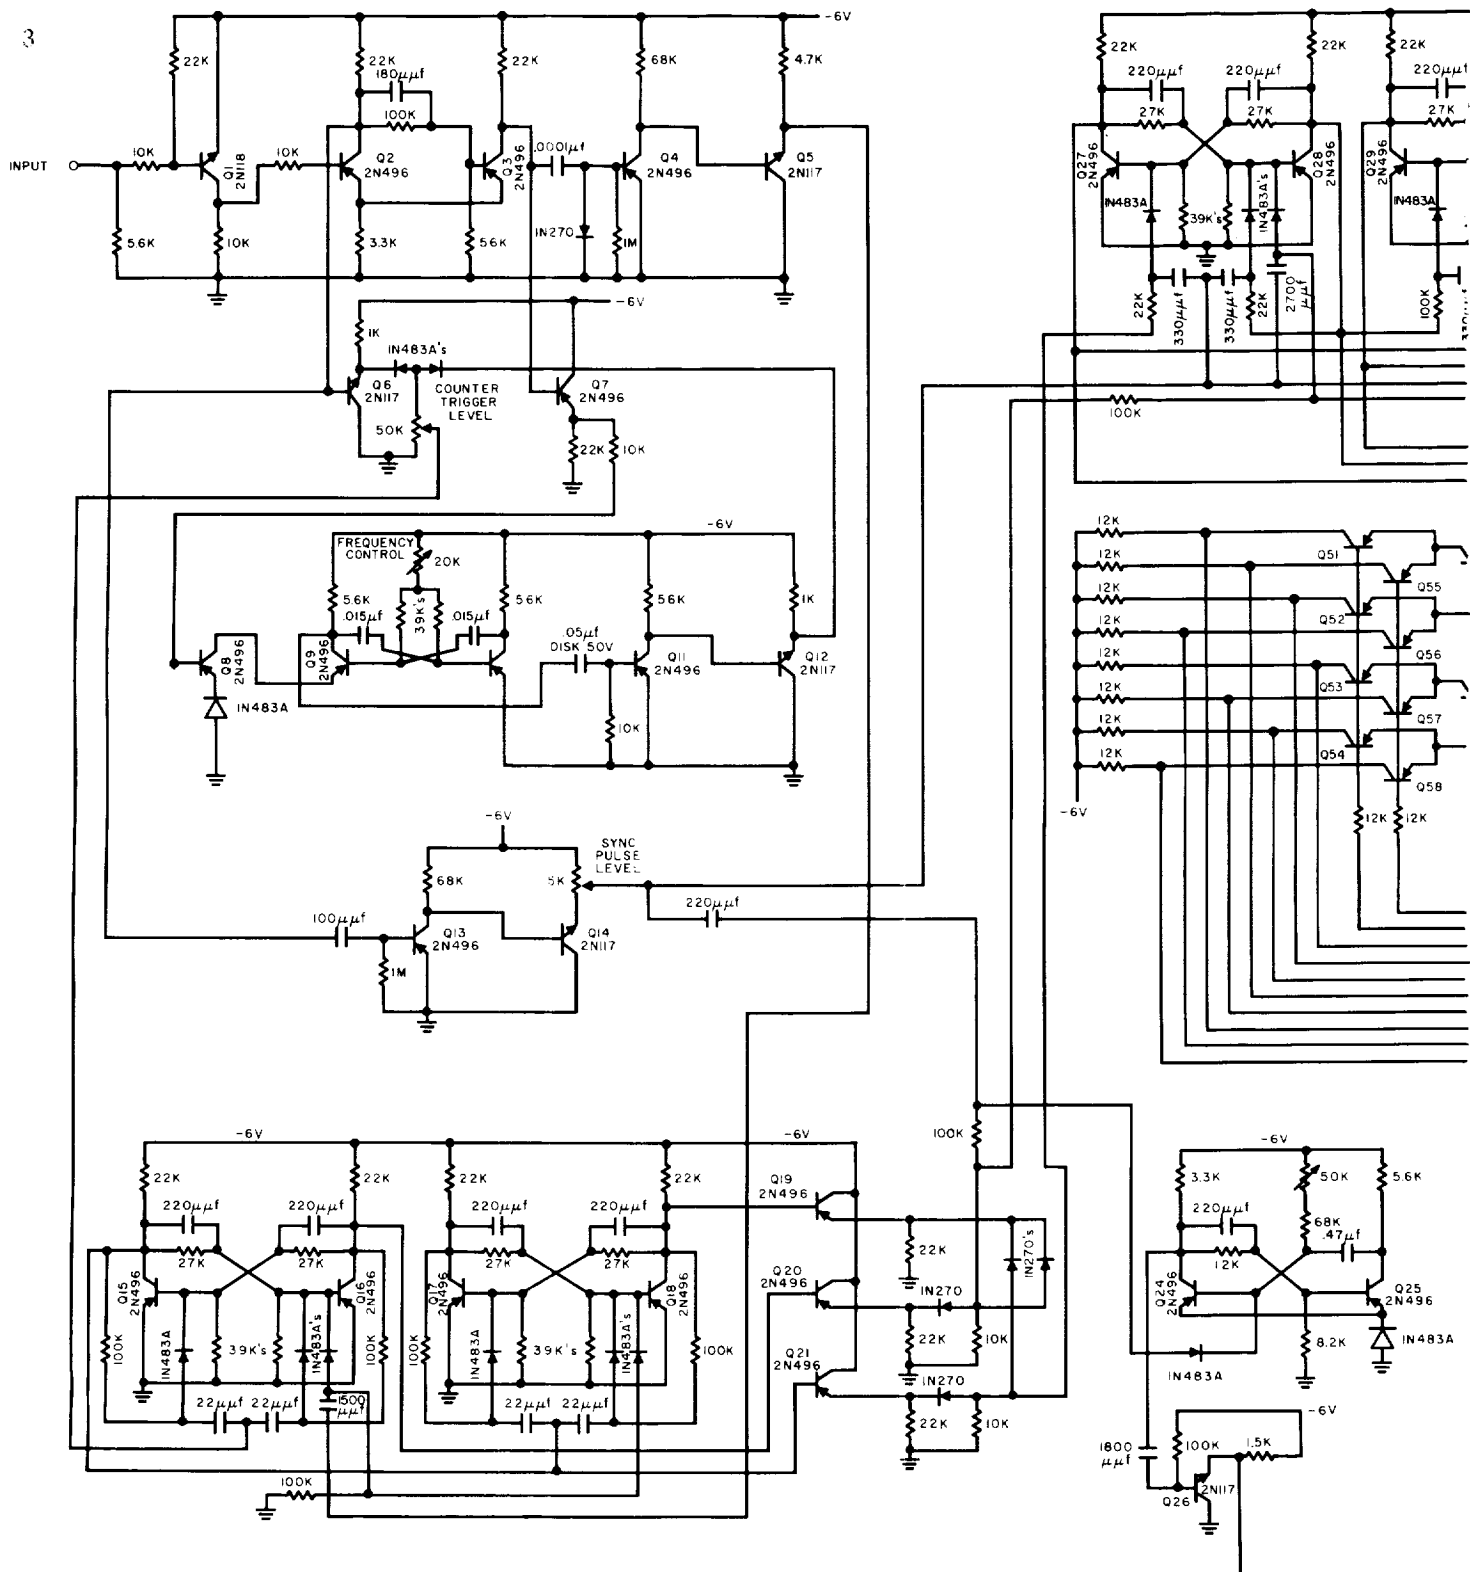 3
-6V
22K
22K
180μμf
100K
22K
68K
4.7K
INPUT
10K
Q1
2N118
10K
Q2
2N496
Q3
2N496
.0001μf
Q4
2N496
Q5
2N117
5.6K
10K
3.3K
56K
IN270
1M
-6V
1K
IN483A's
Q6
2N117
COUNTER
TRIGGER
LEVEL
50K
Q7
2N496
22K
10K
-6V
FREQUENCY
CONTROL
20K
5.6K
39K's
5.6K
56K
1K
.015μf
.015μf
.05μf
DISK 50V
Q8
2N496
Q9
2N496
Q11
2N496
Q12
2N117
IN483A
10K
-6V
SYNC
PULSE
LEVEL
68K
5K
220μμf
100μμf
Q13
2N496
Q14
2N117
1M
-6V
-6V
22K
22K
22K
22K
220μμf
220μμf
220μμf
220μμf
27K
27K
27K
27K
Q15
2N496
Q16
2N496
Q17
2N496
Q18
2N496
100K
IN483A
39K's
IN483A's
100K
100K
IN483A
39K's
IN483A's
100K
22μμf
22μμf
1500
μμf
22μμf
22μμf
100K
Q19
2N496
22K
Q20
2N496
IN270
22K
10K
Q21
2N496
IN270
22K
10K
IN270's
100K
22K
22K
22K
220μμf
220μμf
220μμf
27K
27K
27K
Q27
2N496
Q28
2N496
Q29
2N496
IN483A
39K's
IN483A's
IN483A
22K
330μμf
330μμf
22K
2700
μμf
100K
100K
12K
12K
12K
12K
12K
12K
12K
12K
Q51
Q55
Q52
Q56
Q53
Q57
Q54
Q58
-6V
12K
12K
-6V
3.3K
50K
5.6K
220μμf
68K
.47μf
12K
Q24
2N496
Q25
2N496
8.2K
IN483A
IN483A
-6V
1800
μμf
100K
1.5K
Q26
2N117